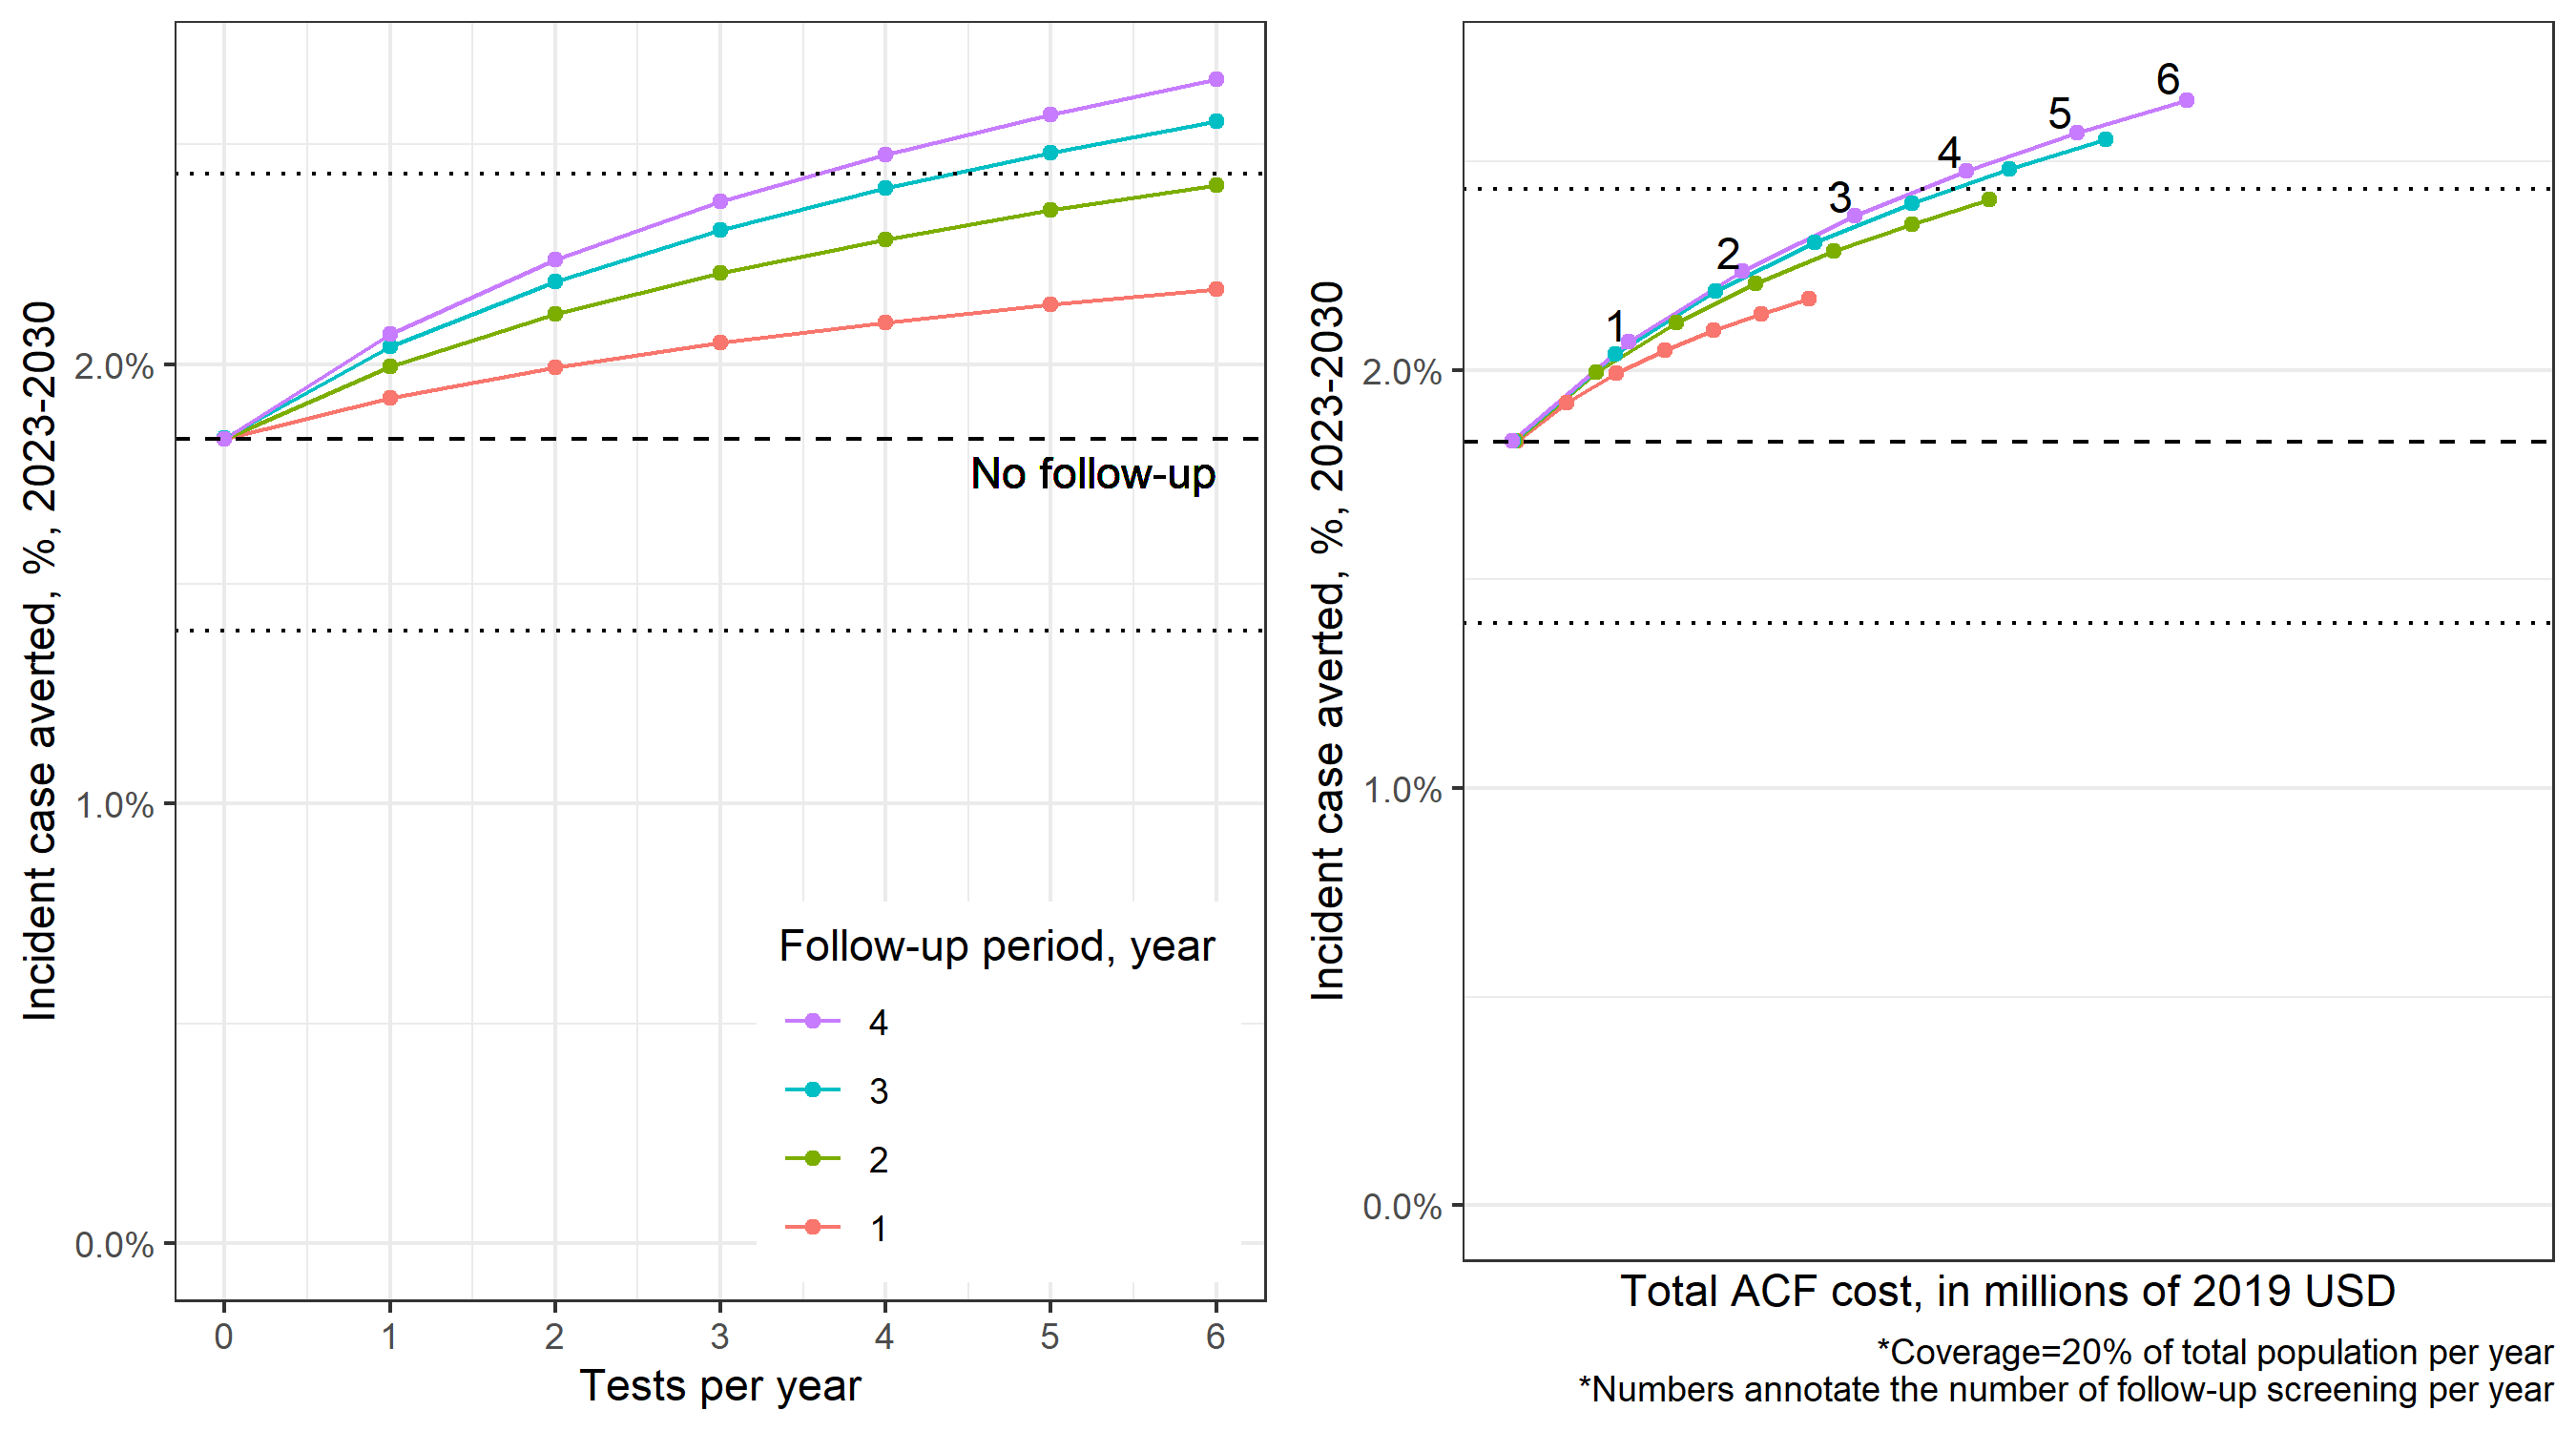 Incident case averted, %, 2023-2030
2.0%
1.0%
0.0%
No follow-up
Follow-up period, year
4
3
2
1
0 1 2 3 4 5 6
Tests per year
Incident case averted, %, 2023-2030
2.0%
1.0%
0.0%
6
5
4
3
2
1
Total ACF cost, in millions of 2019 USD
*Coverage=20% of total population per year
*Numbers annotate the number of follow-up screening per year